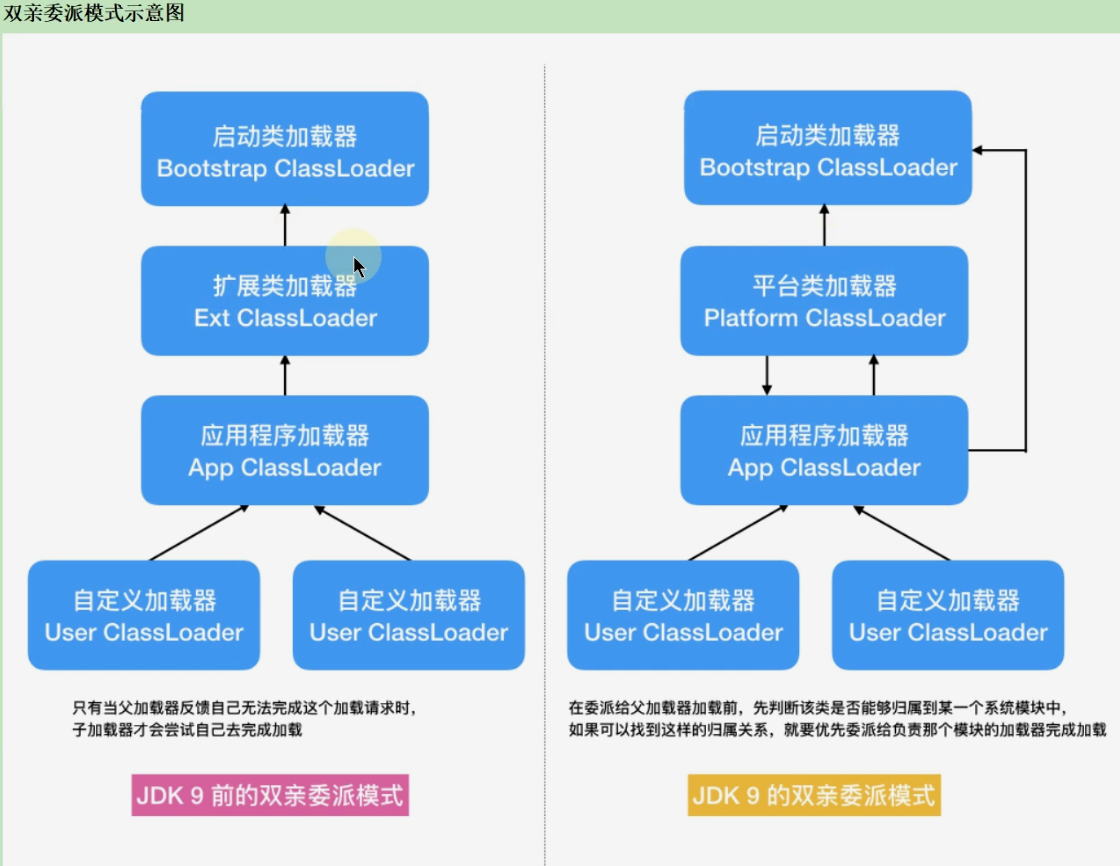 双亲委派模式示意图
启动类加载器
Bootstrap ClassLoader
扩展类加载器
Ext ClassLoader
应用程序加载器
App ClassLoader
自定义加载器
User ClassLoader
自定义加载器
User ClassLoader
只有当父加载器反馈自己无法完成这个加载请求时，
子加载器才会尝试自己去完成加载
JDK 9 前的双亲委派模式
启动类加载器
Bootstrap ClassLoader
平台类加载器
Platform ClassLoader
应用程序加载器
App ClassLoader
自定义加载器
User ClassLoader
自定义加载器
User ClassLoader
在委派给父加载器加载前，先判断该类是否能够归属到某一个系统模块中，
如果可以找到这样的归属关系，就要优先委派给负责那个模块的加载器完成加载
JDK 9 的双亲委派模式